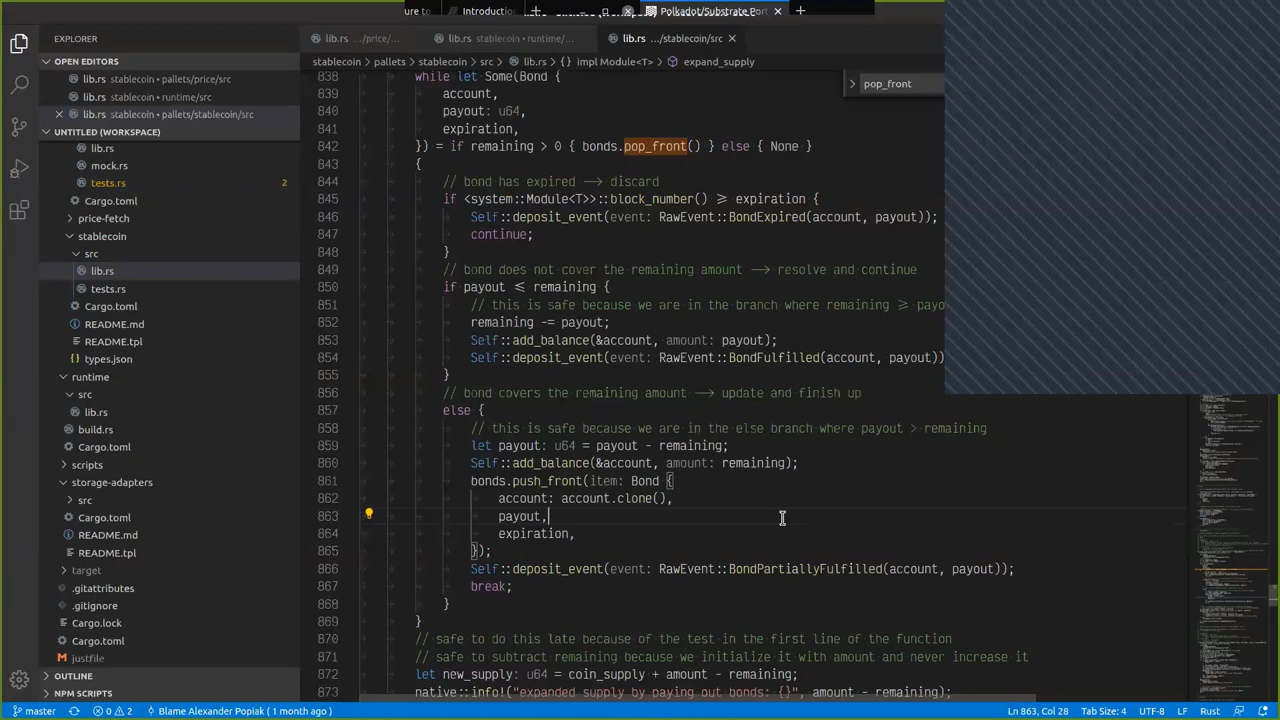 ure to
Introduction
Polkadot/Substrate Port
EXPLORER
OPEN EDITORS
lib.rs stablecoin • pallets/price/src
lib.rs stablecoin • runtime/src
lib.rs stablecoin • pallets/stablecoin/src
UNTITLED (WORKSPACE)
lib.rs
mock.rs
tests.rs 2
Cargo.toml
price-fetch
stablecoin
src
lib.rs
tests.rs
Cargo.toml
README.md
README.tpl
types.json
runtime
src
lib.rs
build.rs
Cargo.toml
scripts
storage-adapters
src
Cargo.toml
README.md
README.tpl
target
.gitattributes
.gitignore
Cargo.lock
Cargo.toml
justfile
OUTLINE
NPM SCRIPTS
lib.rs .../price/...
lib.rs stablecoin • runtime/...
lib.rs .../stablecoin/src
stablecoin > pallets > stablecoin > src > lib.rs > {} impl Module<T> > expand_supply
pop_front
838 while let Some(Bond {
839 account,
840 payout: u64,
841 expiration,
842 }) = if remaining > 0 { bonds.pop_front() } else { None }
843 {
844 // bond has expired --> discard
845 if <system::Module<T>>::block_number() >= expiration {
846 Self::deposit_event(event: RawEvent::BondExpired(account, payout));
847 continue;
848 }
849 // bond does not cover the remaining amount --> resolve and continue
850 if payout <= remaining {
851 // this is safe because we are in the branch where remaining >= payo
852 remaining -= payout;
853 Self::add_balance(&account, amount: payout);
854 Self::deposit_event(event: RawEvent::BondFulfilled(account, payout))
855 }
856 // bond covers the remaining amount --> update and finish up
857 else {
858 // this is safe because we are in the else branch where payout > remaining
859 let payout: u64 = payout - remaining;
860 Self::add_balance(&account, amount: remaining);
861 bonds.push_front(item: Bond {
862 account: account.clone(),
863 payout,
864 expiration,
865 });
866 Self::deposit_event(event: RawEvent::BondPartiallyFulfilled(account, payout));
867 break;
868 }
869 }
870 // safe to do this late because of the test in the first line of the function
871 // safe to substract remaining because we initialize it with amount and never increase it
872 let new_supply: u64 = coin_supply + amount - remaining;
873 native::info!("expanded supply by paying out bonds: {}", amount - remaining);
master 0 2 Blame Alexander Popiak ( 1 month ago ) Ln 863, Col 28 Tab Size: 4 UTF-8 LF Rust